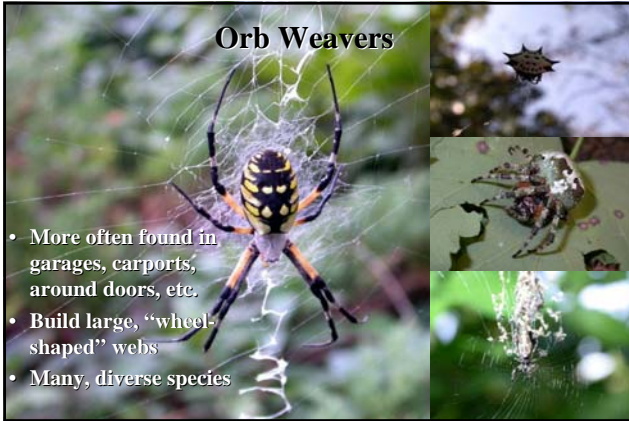 Orb Weavers
• More often found in
garages, carports,
around doors, etc.
• Build large, “wheel-
shaped” webs
• Many, diverse species